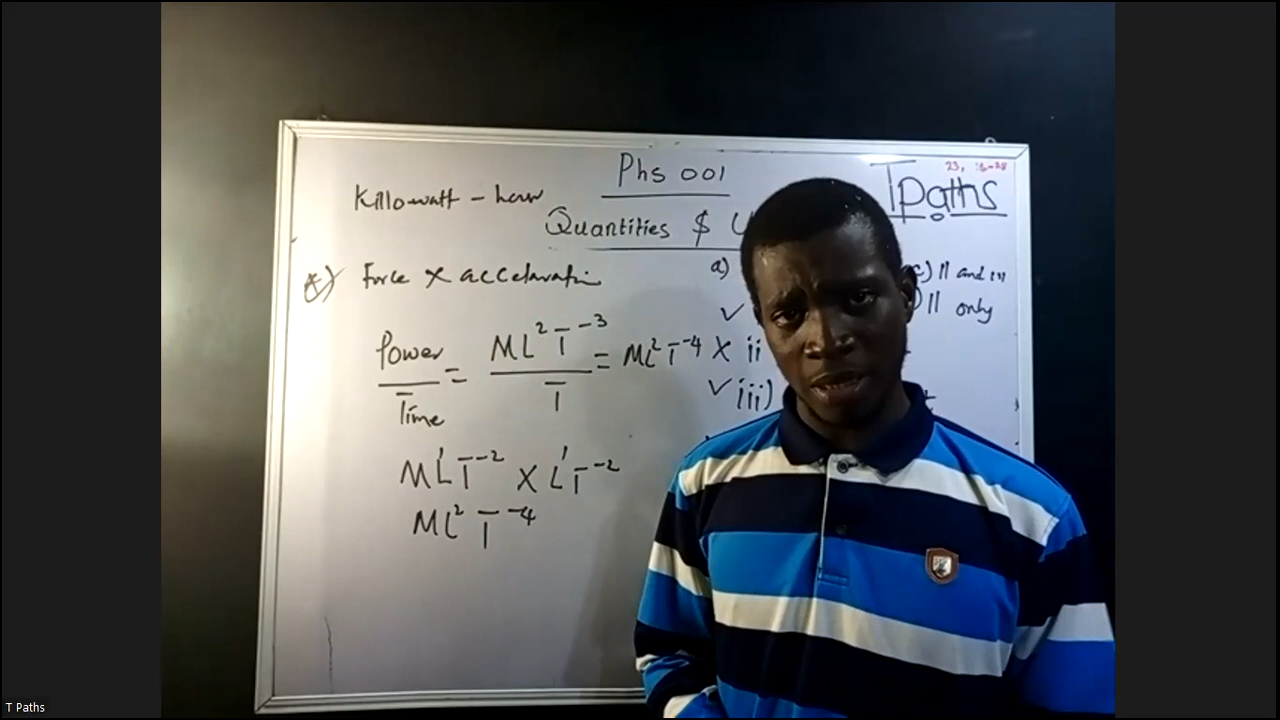 Phs 001
Killowatt - hour
Tpaths
Quantities $ U
Force X acceleration
a)
c) II and III
) II only
Power
Time
= ML²T⁻³
T
= ML²T⁻⁴
X ii
✓ iii)
ML¹T⁻² X L¹T⁻²
ML² T⁻⁴
T Paths